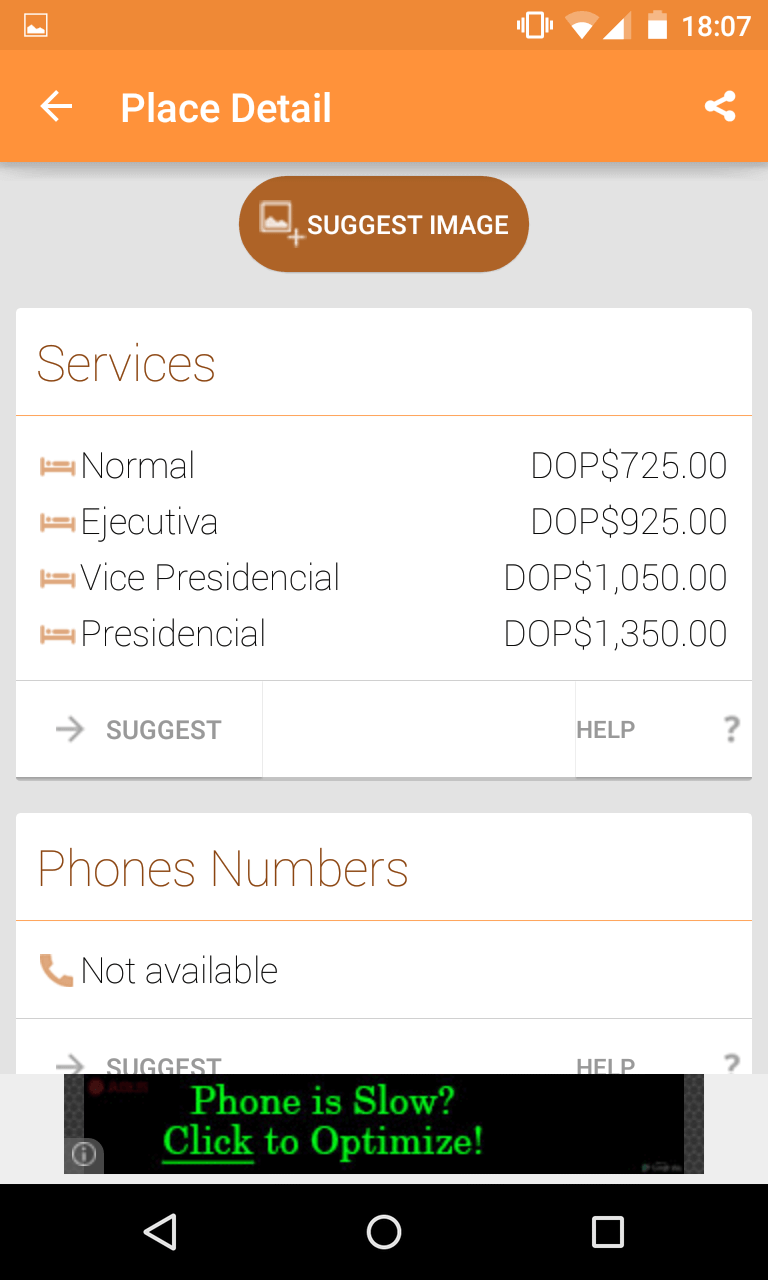 18:07
Place Detail
SUGGEST IMAGE
Services
Normal DOP$725.00
Ejecutiva DOP$925.00
Vice Presidencial DOP$1,050.00
Presidencial DOP$1,350.00
SUGGEST HELP ?
Phones Numbers
Not available
SUGGEST HELP ?
Phone is Slow?
Click to Optimize!